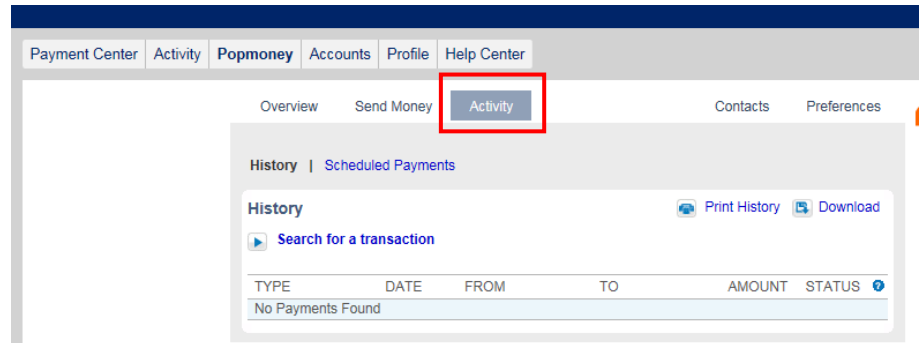 Payment Center Activity Popmoney Accounts Profile Help Center
Overview Send Money Activity Contacts Preferences
History | Scheduled Payments
History Print History Download
Search for a transaction
TYPE DATE FROM TO AMOUNT STATUS ?
No Payments Found